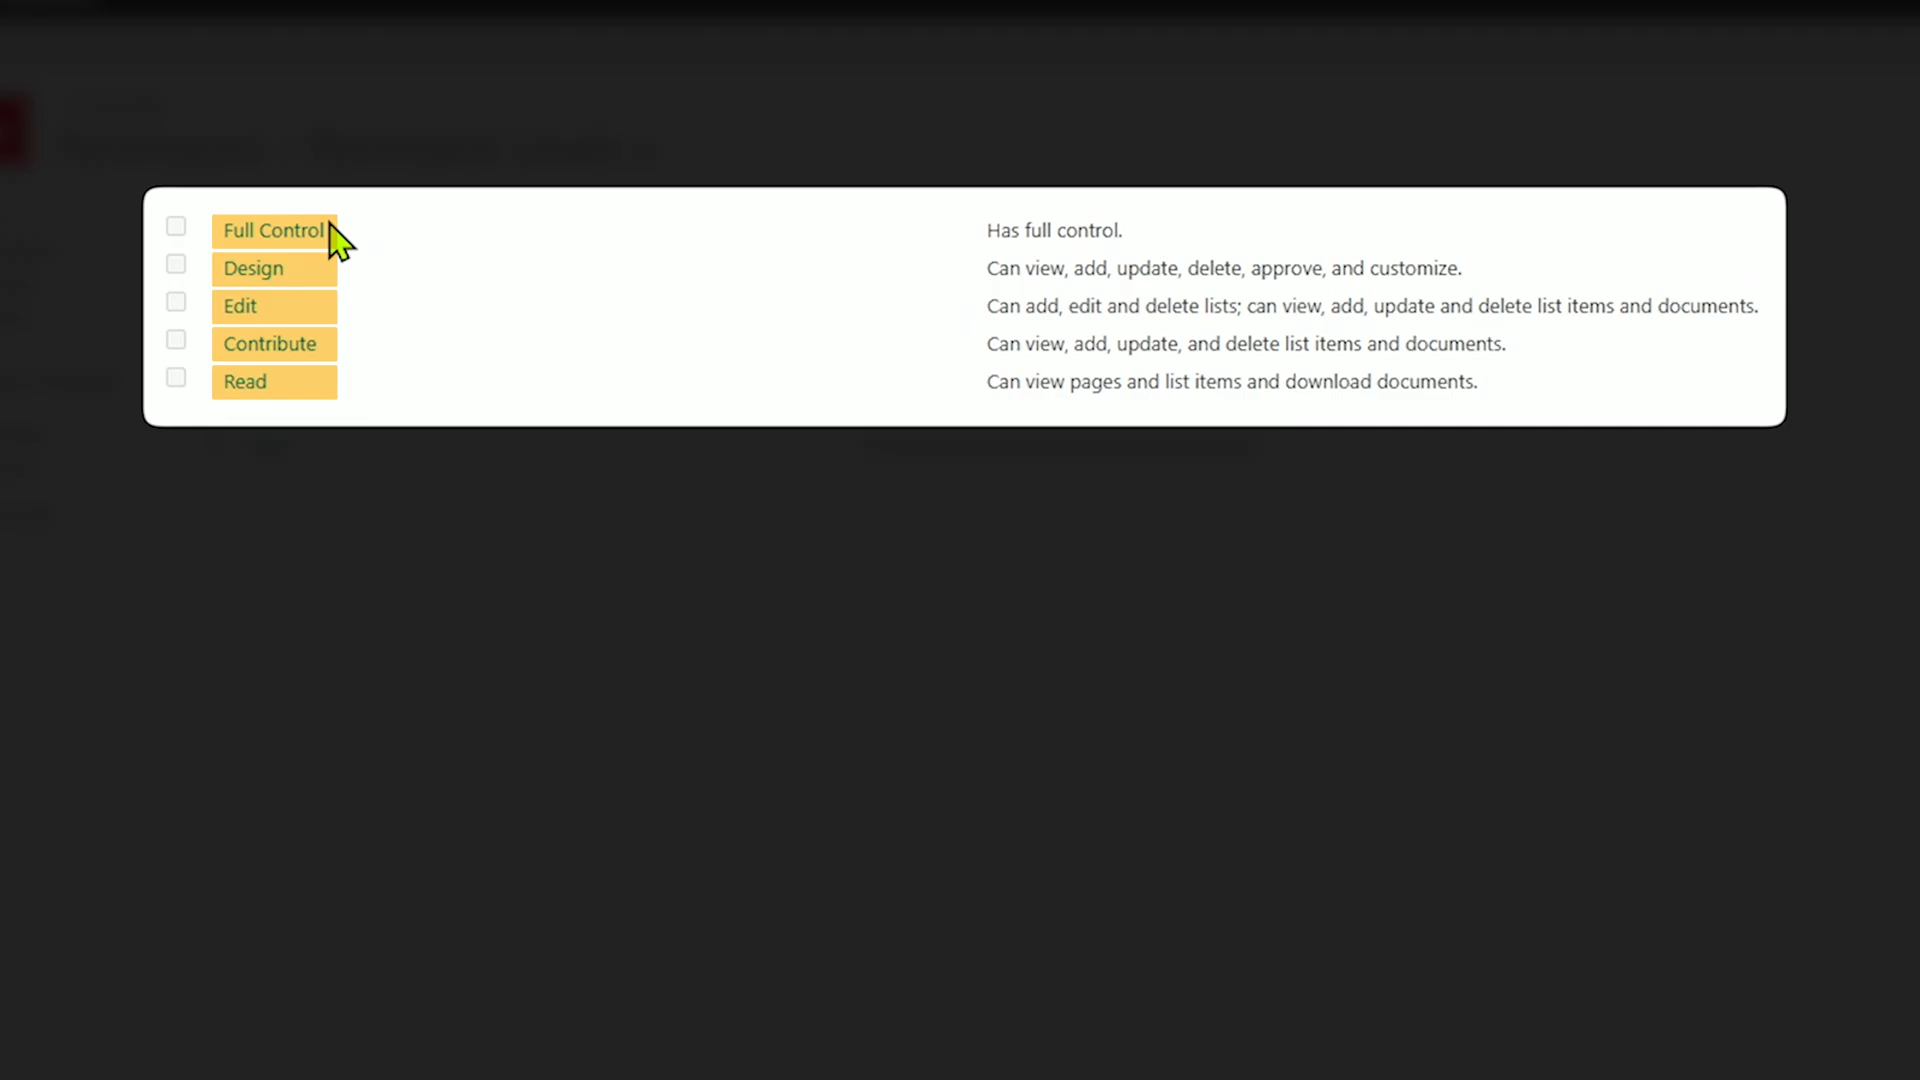 Full Control Has full control.
Design Can view, add, update, delete, approve, and customize.
Edit Can add, edit and delete lists; can view, add, update and delete list items and documents.
Contribute Can view, add, update, and delete list items and documents.
Read Can view pages and list items and download documents.